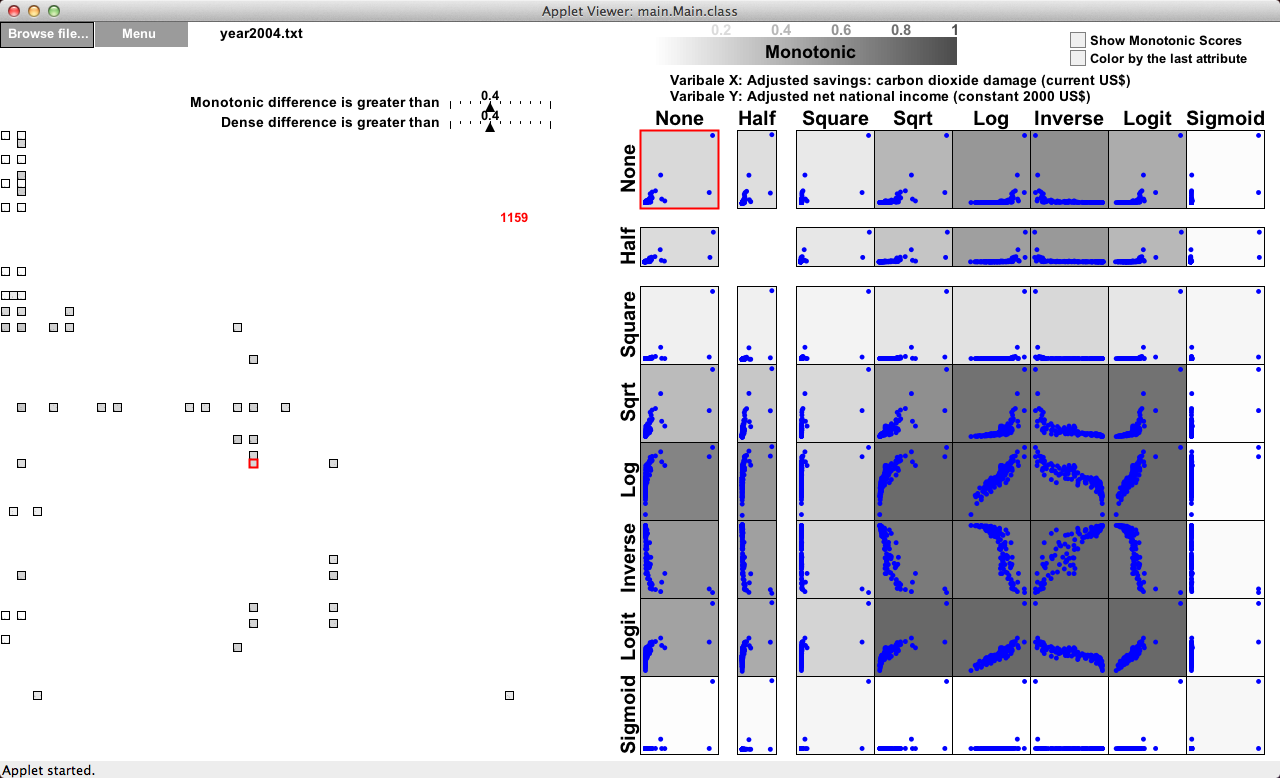 Applet Viewer: main.Main.class
Browse file... Menu year2004.txt
0.2 0.4 0.6 0.8 1
Monotonic
Show Monotonic Scores
Color by the last attribute
Varibale X: Adjusted savings: carbon dioxide damage (current US$)
Varibale Y: Adjusted net national income (constant 2000 US$)
Monotonic difference is greater than 0.4
Dense difference is greater than 0.4
None Half Square Sqrt Log Inverse Logit Sigmoid
None
1159
Half
Square
Sqrt
Log
Inverse
Logit
Sigmoid
Applet started.